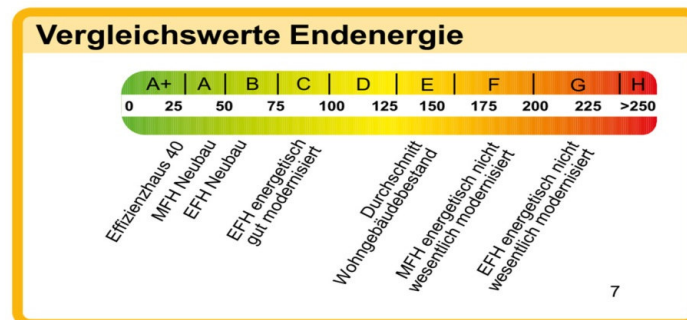 Vergleichswerte Endenergie
A+ A B C D E F G H
0 25 50 75 100 125 150 175 200 225 >250
Effizienzhaus 40
MFH Neubau
EFH Neubau
EFH energetisch
gut modernisiert
Durchschnitt
Wohngebäudebestand
MFH energetisch nicht
wesentlich modernisiert
EFH energetisch nicht
wesentlich modernisiert
7